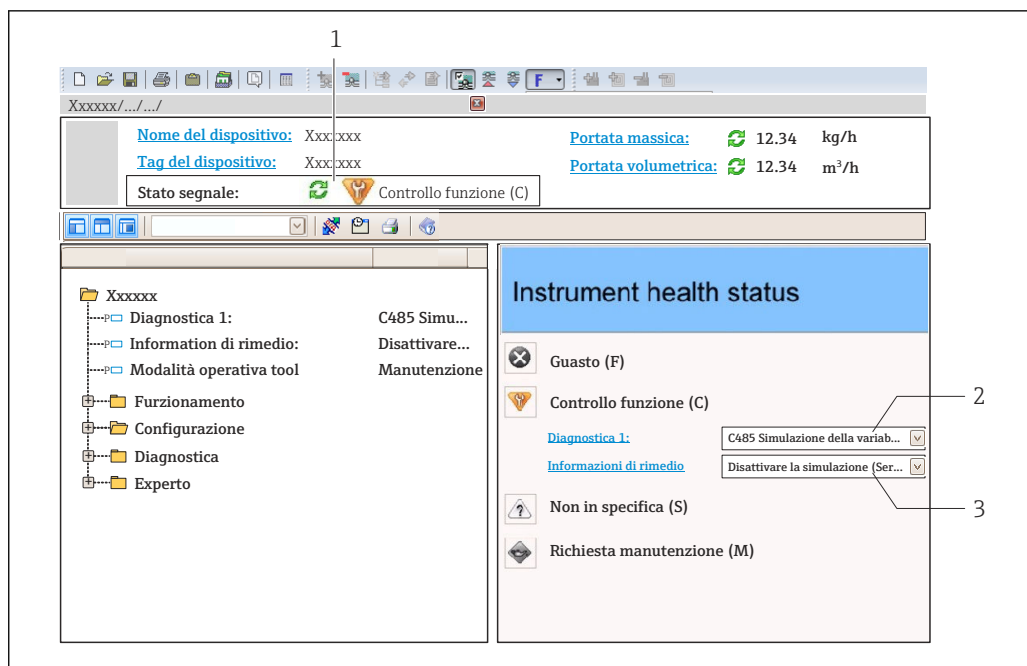 1
F
Xxxxxx/.../.../
Nome del dispositivo: Xxxxxxx Portata massica: 12.34 kg/h
Tag del dispositivo: Xxxxxxx Portata volumetrica: 12.34 m³/h
Stato segnale: Controllo funzione (C)
Xxxxxx
Diagnostica 1: C485 Simu...
Information di rimedio: Disattivare...
Modalità operativa tool Manutenzione
Furzionamento
Configurazione
Diagnostica
Experto
Instrument health status
Guasto (F)
Controllo funzione (C)
2
Diagnostica 1: C485 Simulazione della variab...
Informazioni di rimedio Disattivare la simulazione (Ser...
Non in specifica (S)
3
Richiesta manutenzione (M)